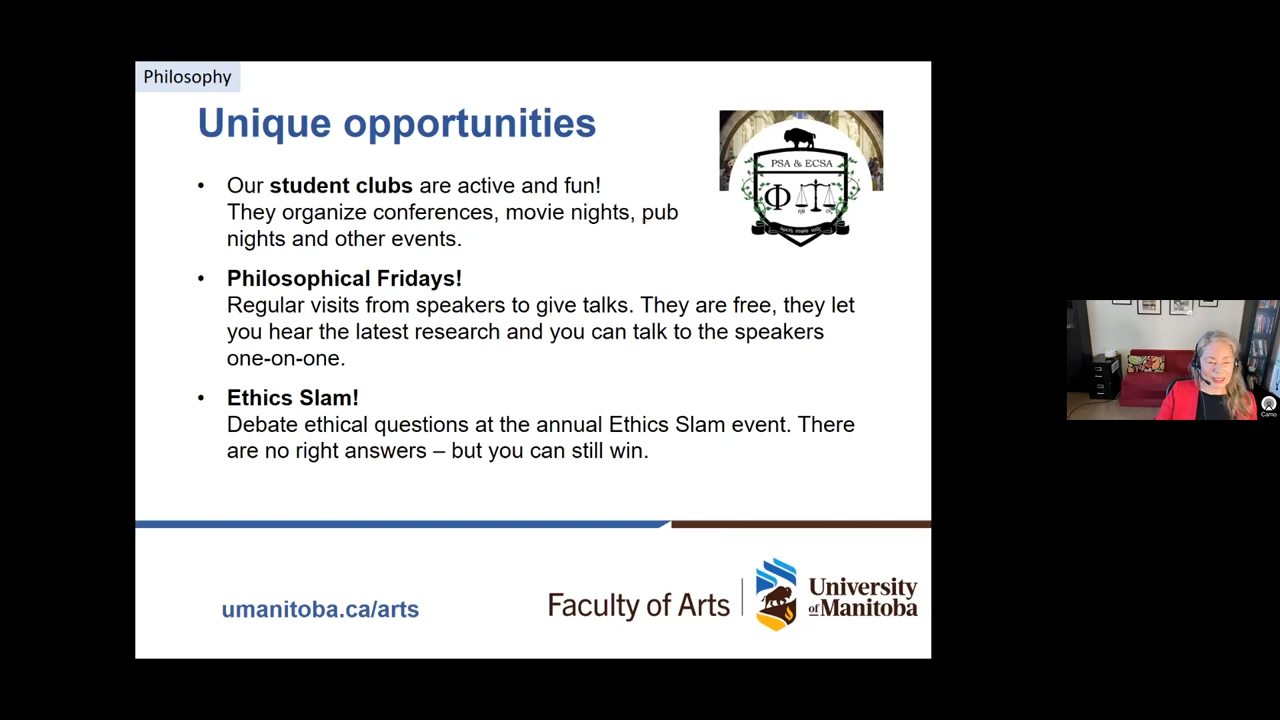 Philosophy
Unique opportunities
PSA & ECSA
Φ
• Our student clubs are active and fun!
They organize conferences, movie nights, pub
nights and other events.
• Philosophical Fridays!
Regular visits from speakers to give talks. They are free, they let
you hear the latest research and you can talk to the speakers
one-on-one.
• Ethics Slam!
Debate ethical questions at the annual Ethics Slam event. There
are no right answers – but you can still win.
umanitoba.ca/arts
Faculty of Arts
University
of Manitoba
Camo